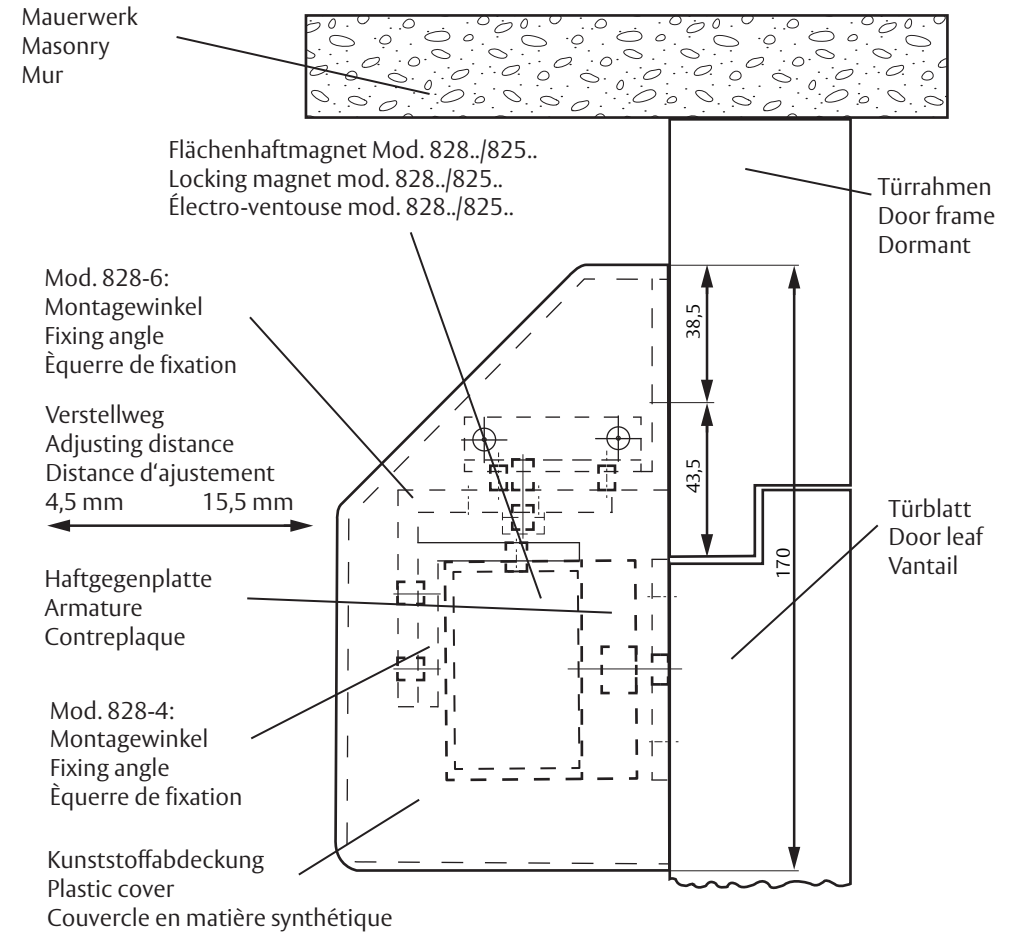 Mauerwerk
Masonry
Mur
Flächenhaftmagnet Mod. 828../825..
Locking magnet mod. 828../825..
Électro-ventouse mod. 828../825..
Türrahmen
Door frame
Dormant
Mod. 828-6:
Montagewinkel
Fixing angle
Èquerre de fixation
38,5
Verstellweg
Adjusting distance
Distance d‘ajustement
4,5 mm 15,5 mm
43,5
Türblatt
Door leaf
Vantail
170
Haftgegenplatte
Armature
Contreplaque
Mod. 828-4:
Montagewinkel
Fixing angle
Èquerre de fixation
Kunststoffabdeckung
Plastic cover
Couvercle en matière synthétique